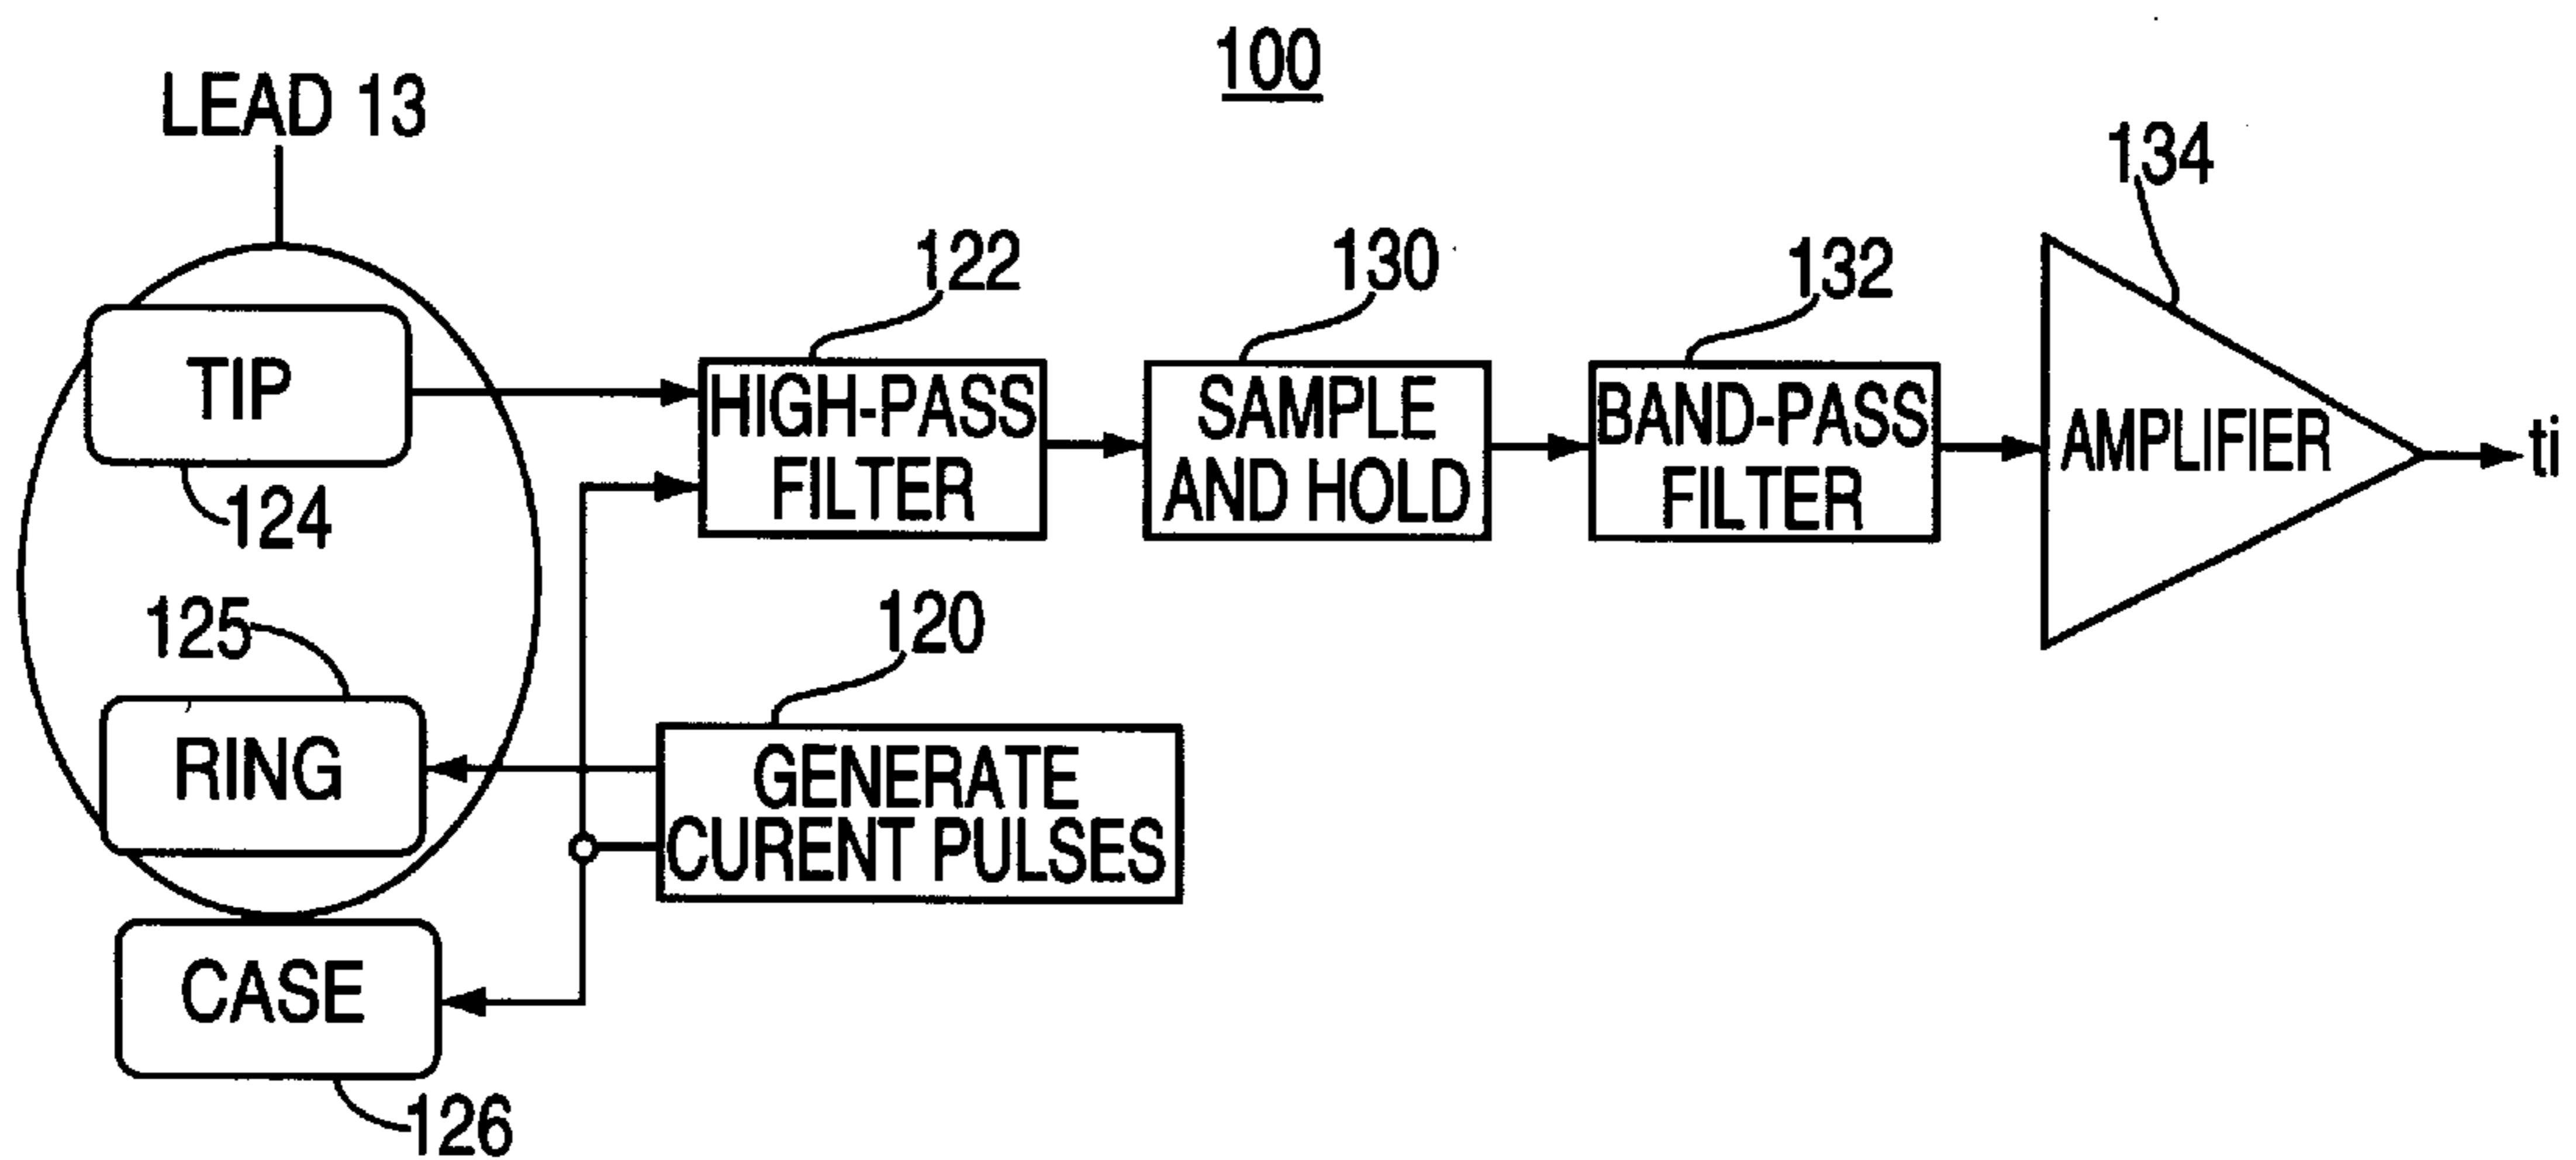 100
LEAD 13
134
122
130
132
TIP
HIGH-PASS
FILTER
SAMPLE
AND HOLD
BAND-PASS
FILTER
AMPLIFIER
ti
124
125
120
RING
GENERATE
CURENT PULSES
CASE
126